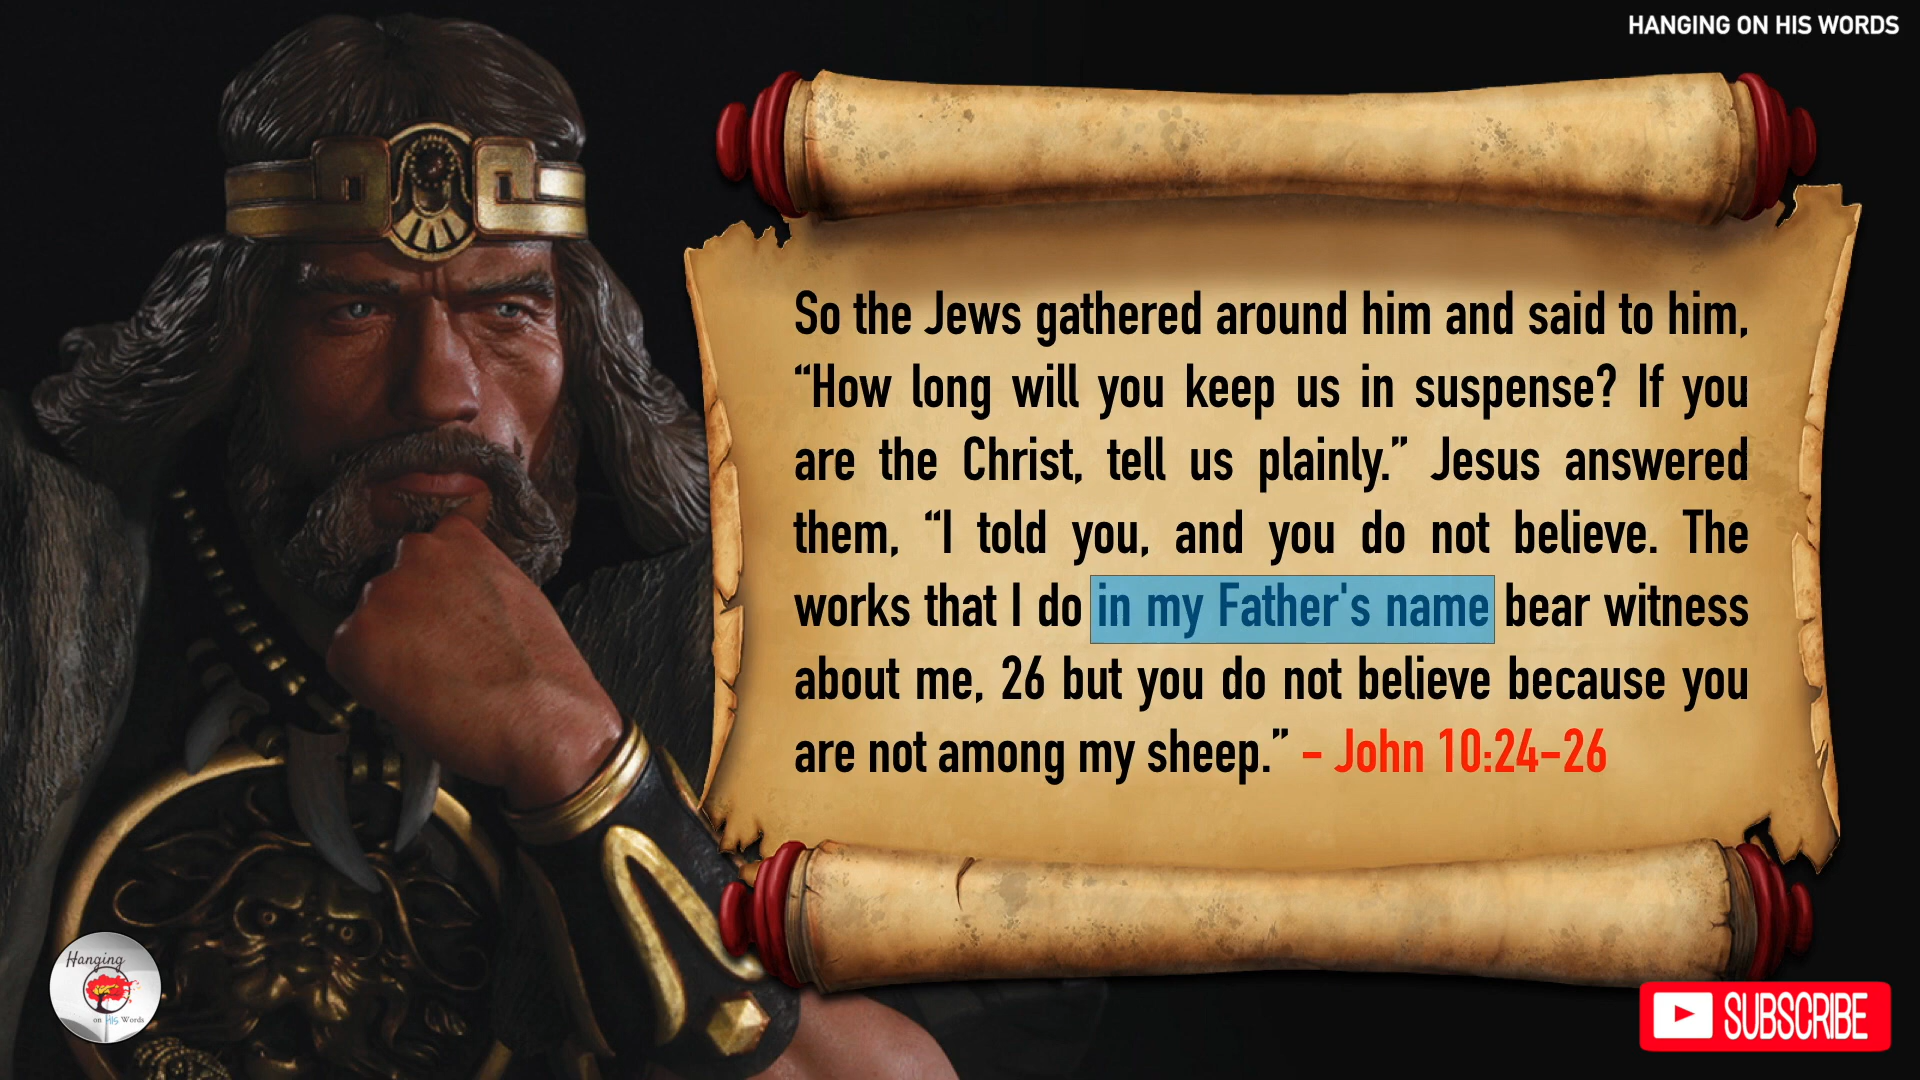 HANGING ON HIS WORDS
So the Jews gathered around him and said to him,
“How long will you keep us in suspense? If you
are the Christ, tell us plainly.” Jesus answered
them, “I told you, and you do not believe. The
works that I do in my Father's name bear witness
about me, 26 but you do not believe because you
are not among my sheep.” – John 10:24–26
Hanging
on His Words
SUBSCRIBE